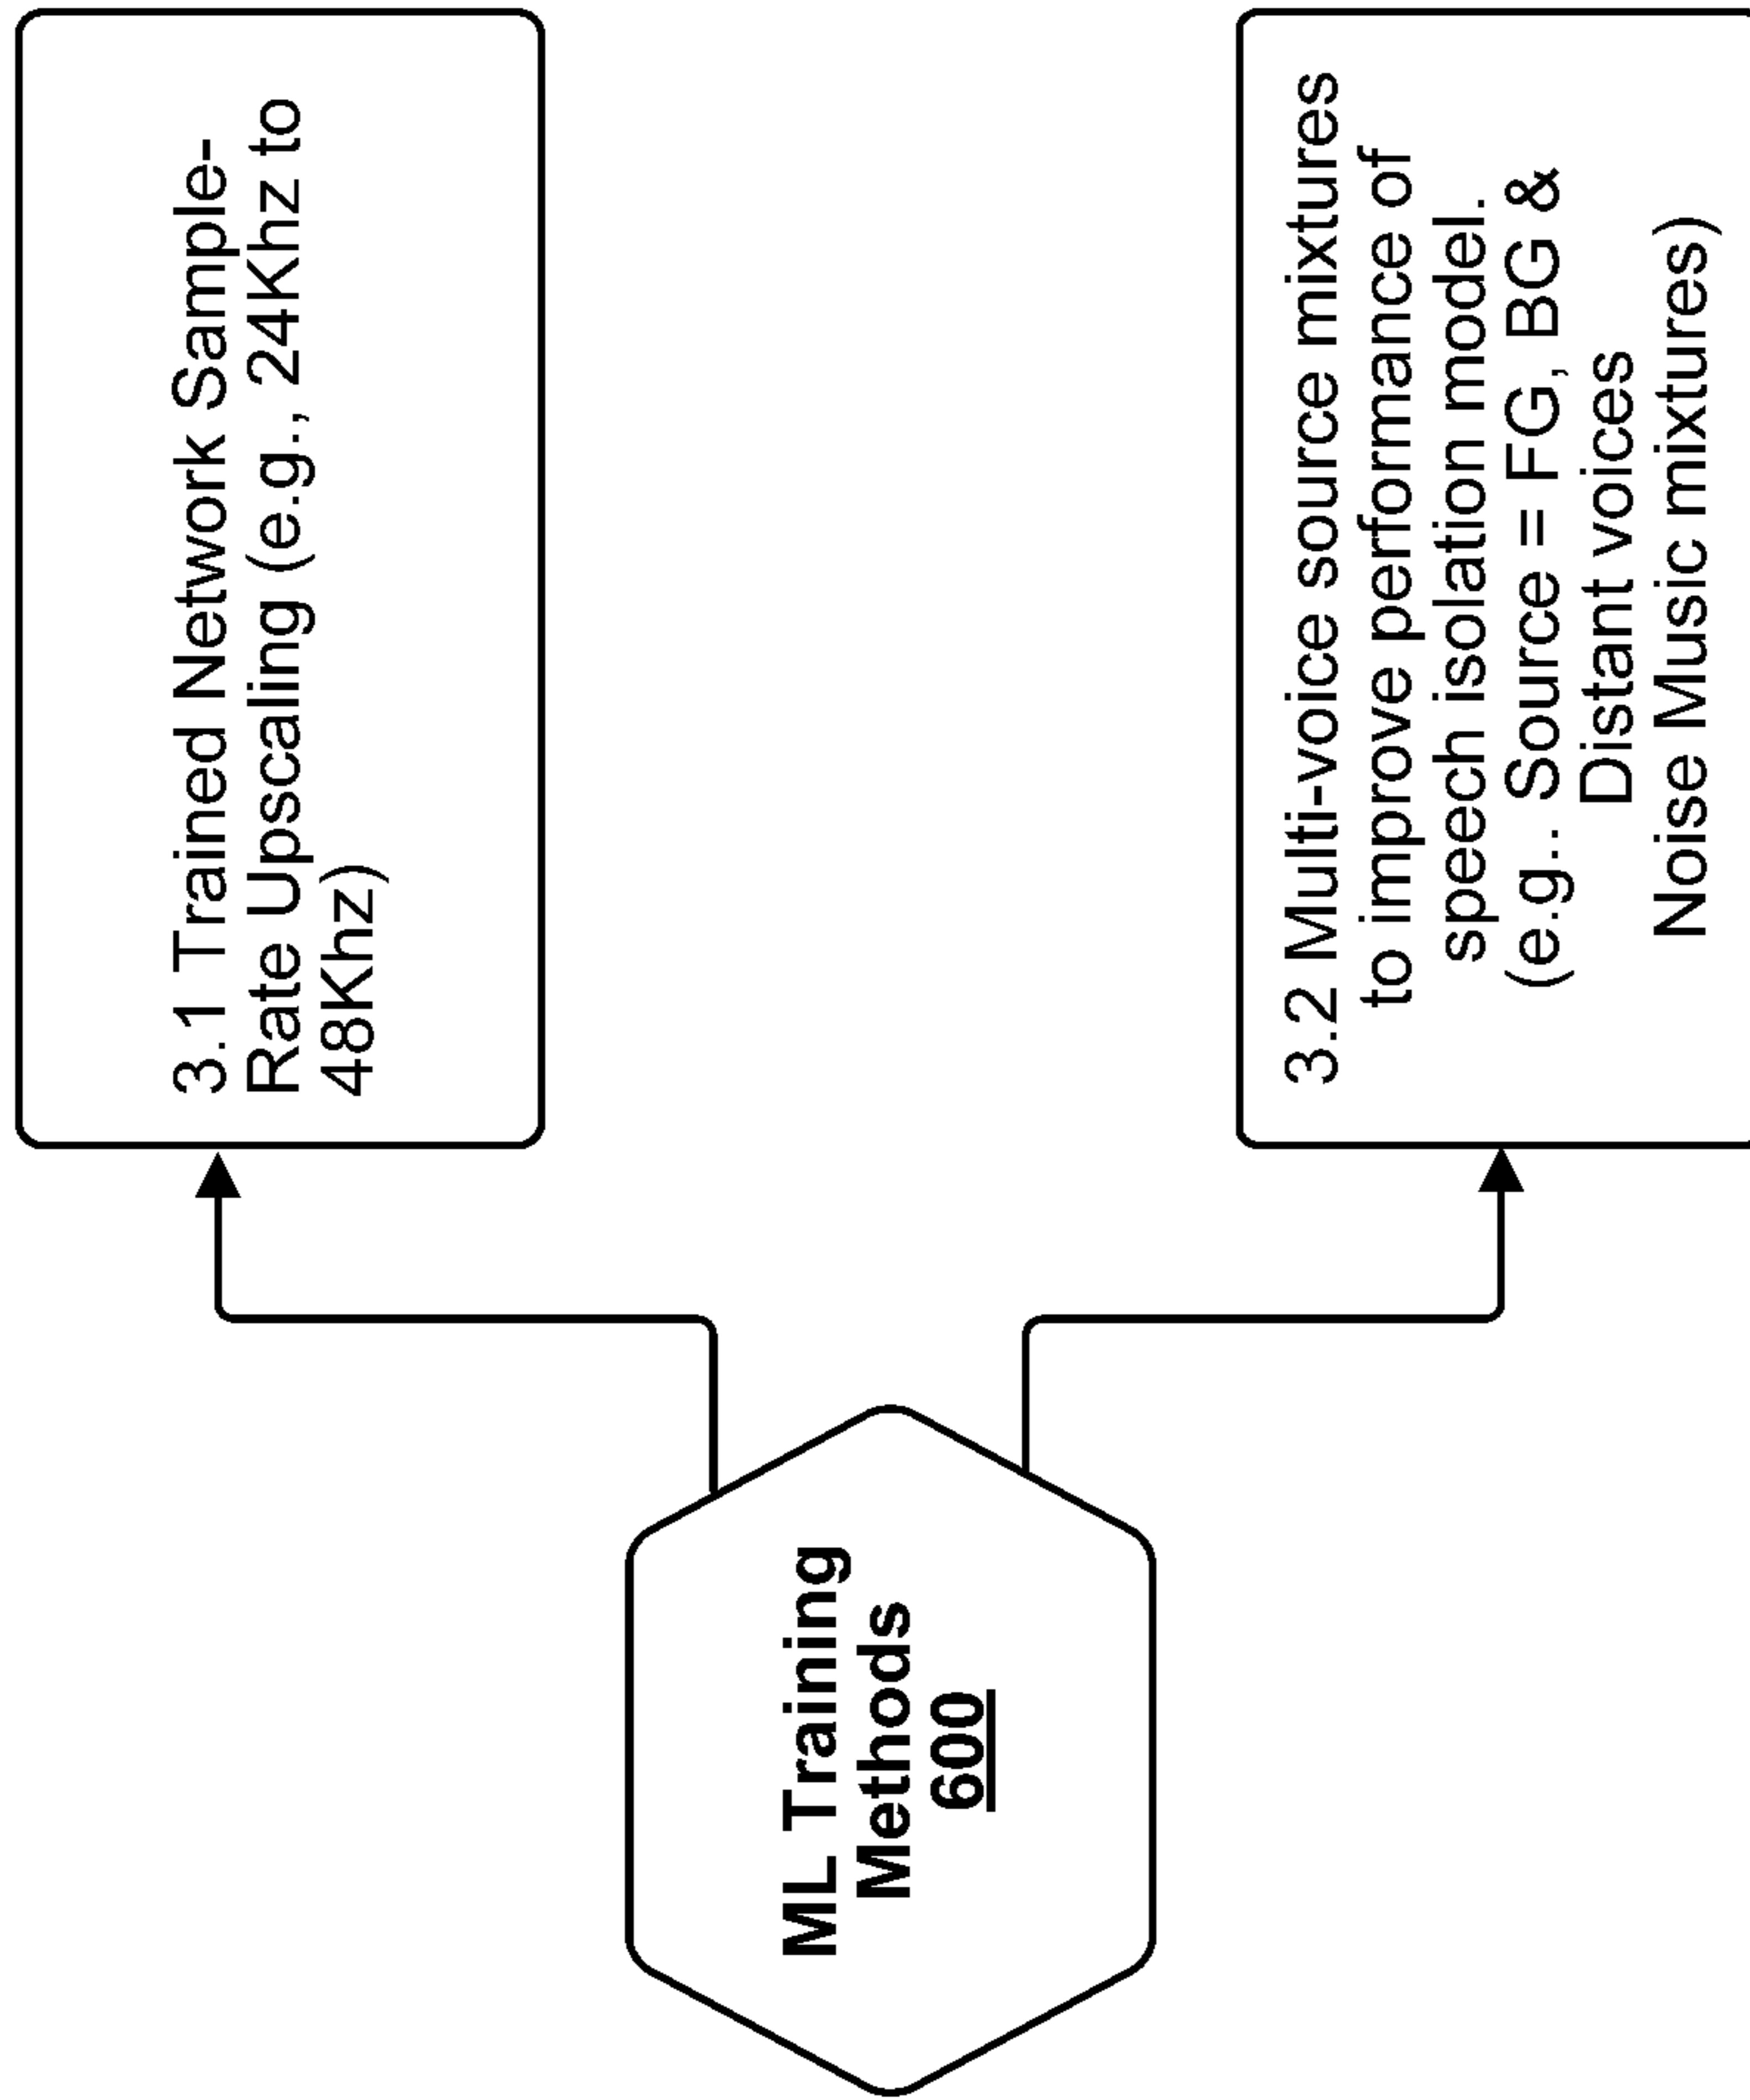 ML Training
Methods
600
3.1 Trained Network Sample-
Rate Upscaling (e.g., 24Khz to
48Khz)
3.2 Multi-voice source mixtures
to improve performance of
speech isolation model.
(e.g.. Source = FG, BG &
Distant voices
Noise Music mixtures)